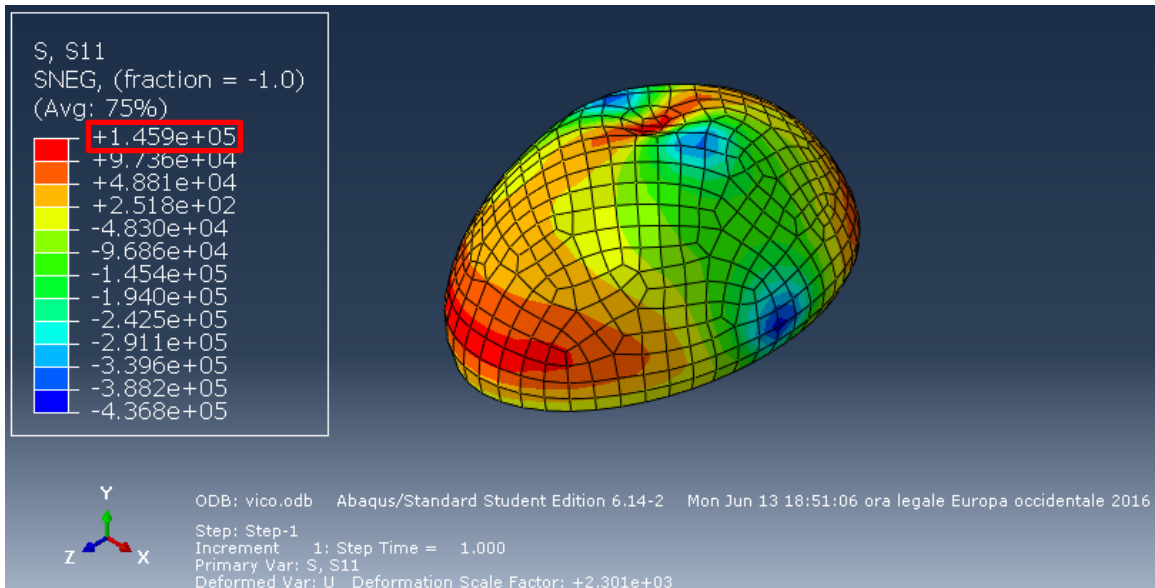 S, S11
SNEG, (fraction = -1.0)
(Avg: 75%)
+1.459e+05
+9.736e+04
+4.881e+04
+2.518e+02
-4.830e+04
-9.686e+04
-1.454e+05
-1.940e+05
-2.425e+05
-2.911e+05
-3.396e+05
-3.882e+05
-4.368e+05
Y
Z X
ODB: vico.odb Abaqus/Standard Student Edition 6.14-2 Mon Jun 13 18:51:06 ora legale Europa occidentale 2016
Step: Step-1
Increment 1: Step Time = 1.000
Primary Var: S, S11
Deformed Var: U Deformation Scale Factor: +2.301e+03